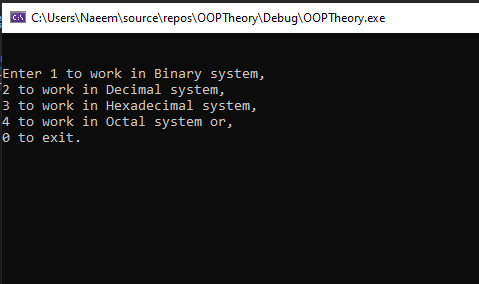 C:\Users\Naeem\source\repos\OOPTheory\Debug\OOPTheory.exe
Enter 1 to work in Binary system,
2 to work in Decimal system,
3 to work in Hexadecimal system,
4 to work in Octal system or,
0 to exit.